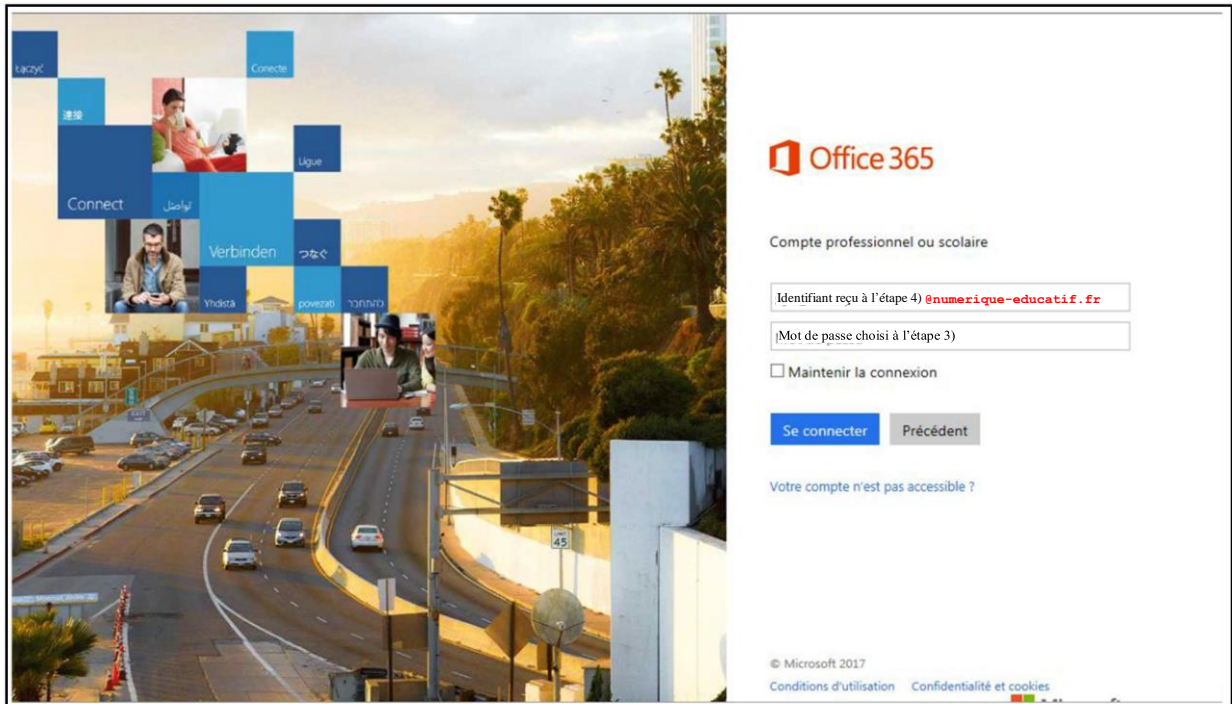 Łączyć
Conecte
連接
Ligue
Connect
تواصل
Verbinden
つなぐ
Yhdistä
povezati
להתחבר
LIMIT
45
Office 365
Compte professionnel ou scolaire
Identifiant reçu à l'étape 4) @numerique-educatif.fr
Mot de passe choisi à l'étape 3)
Maintenir la connexion
Se connecter
Précédent
Votre compte n'est pas accessible ?
© Microsoft 2017
Conditions d'utilisation Confidentialité et cookies